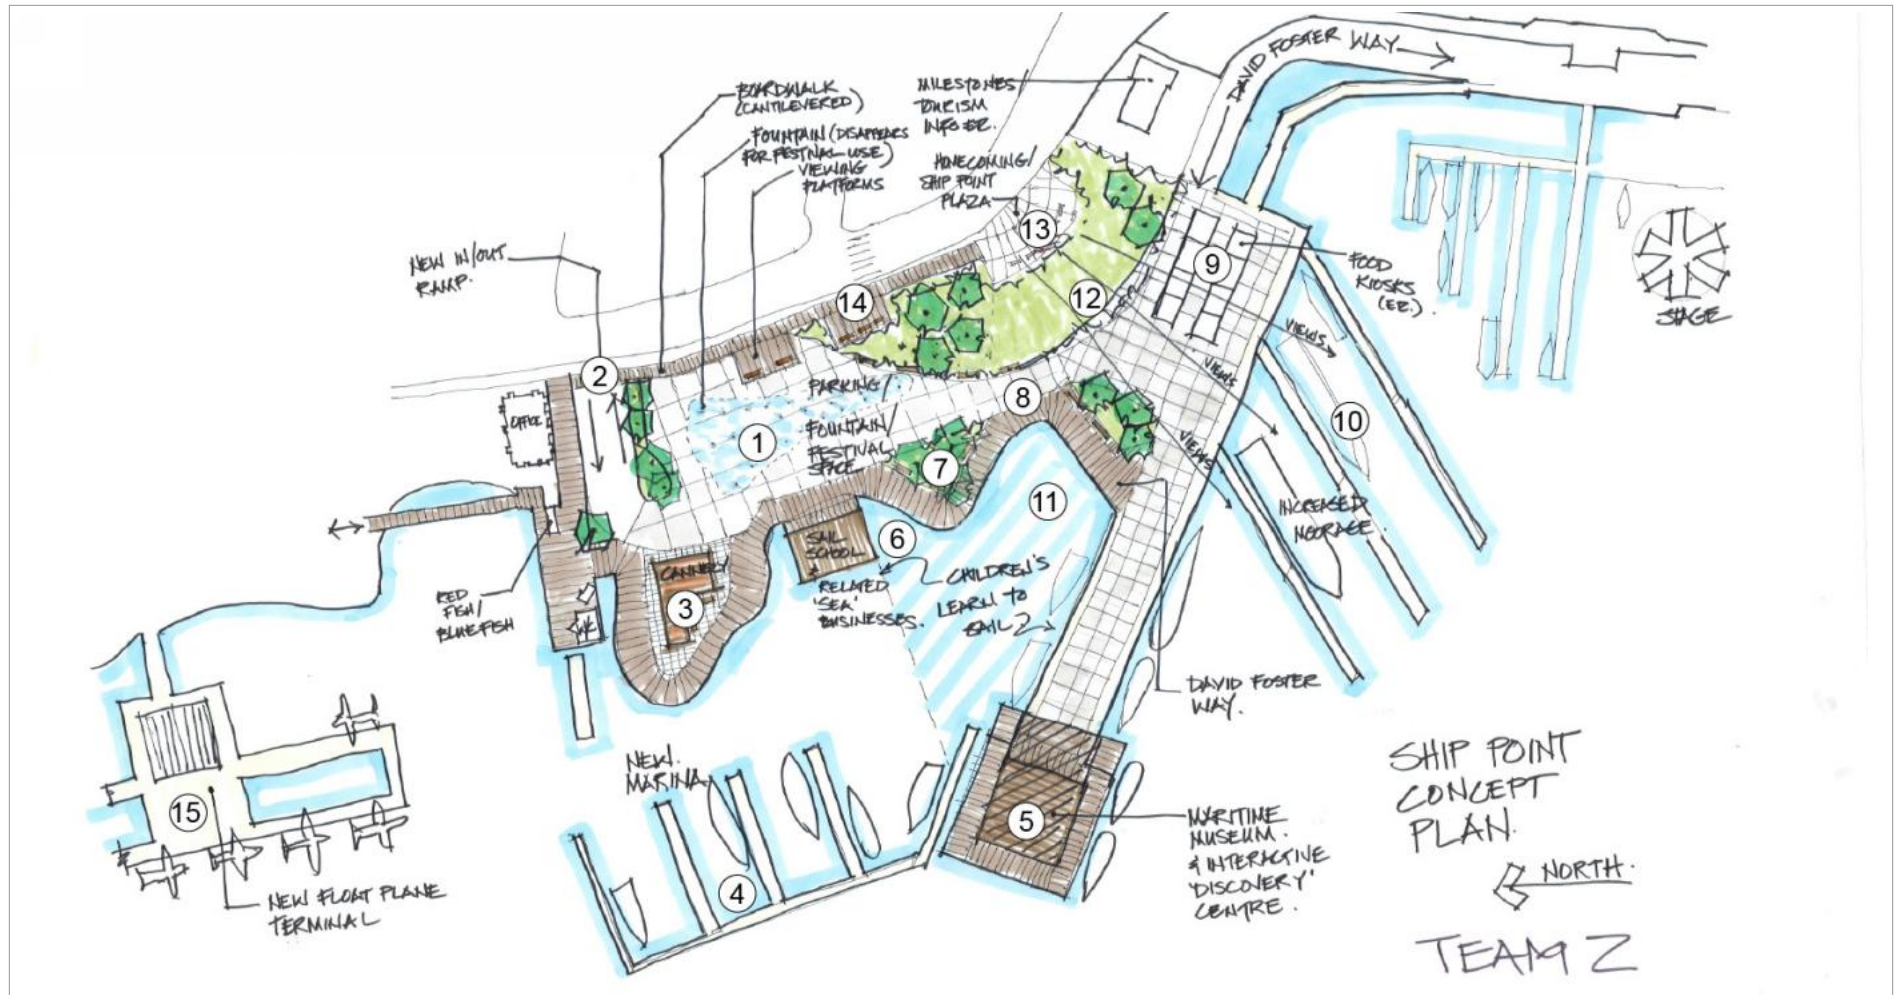 DAVID FOSTER WAY
BOARDWALK
(CANTILEVERED)
FOUNTAIN (DISAPPEARS
FOR FESTIVAL USE)
VIEWING
PLATFORMS
MILESTONES/
TOURISM
INFO
HOMECOMING/
SHIP POINT
PLAZA
NEW IN/OUT
RAMP.
FOOD
KIOSKS
STAGE
VIEWS
VIEWS
VIEWS
OFFICE
PARKING/
FOUNTAIN/
FESTIVAL
SPACE
1
2
3
4
5
6
7
8
9
10
11
12
13
14
15
INCREASED
MOORAGE.
CANNERY
SAIL
SCHOOL
RELATED
'SEA'
BUSINESSES.
CHILDREN'S
LEARN TO
SAIL
RED
FISH/
BLUEFISH
DAVID FOSTER
WAY.
NEW
MARINA
MARITIME
MUSEUM.
& INTERACTIVE
'DISCOVERY'
CENTRE.
NEW FLOAT PLANE
TERMINAL
SHIP POINT
CONCEPT
PLAN.
NORTH.
TEAM 2